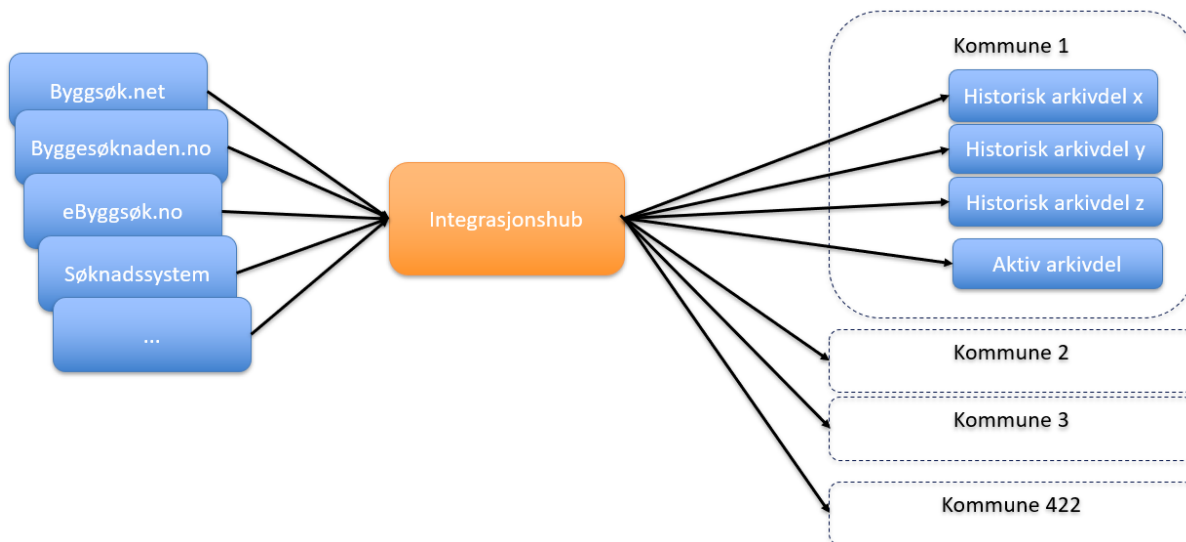 Byggsøk.net
Byggesøknaden.no
eByggsøk.no
Søknadssystem
...
Integrasjonshub
Kommune 1
Historisk arkivdel x
Historisk arkivdel y
Historisk arkivdel z
Aktiv arkivdel
Kommune 2
Kommune 3
Kommune 422